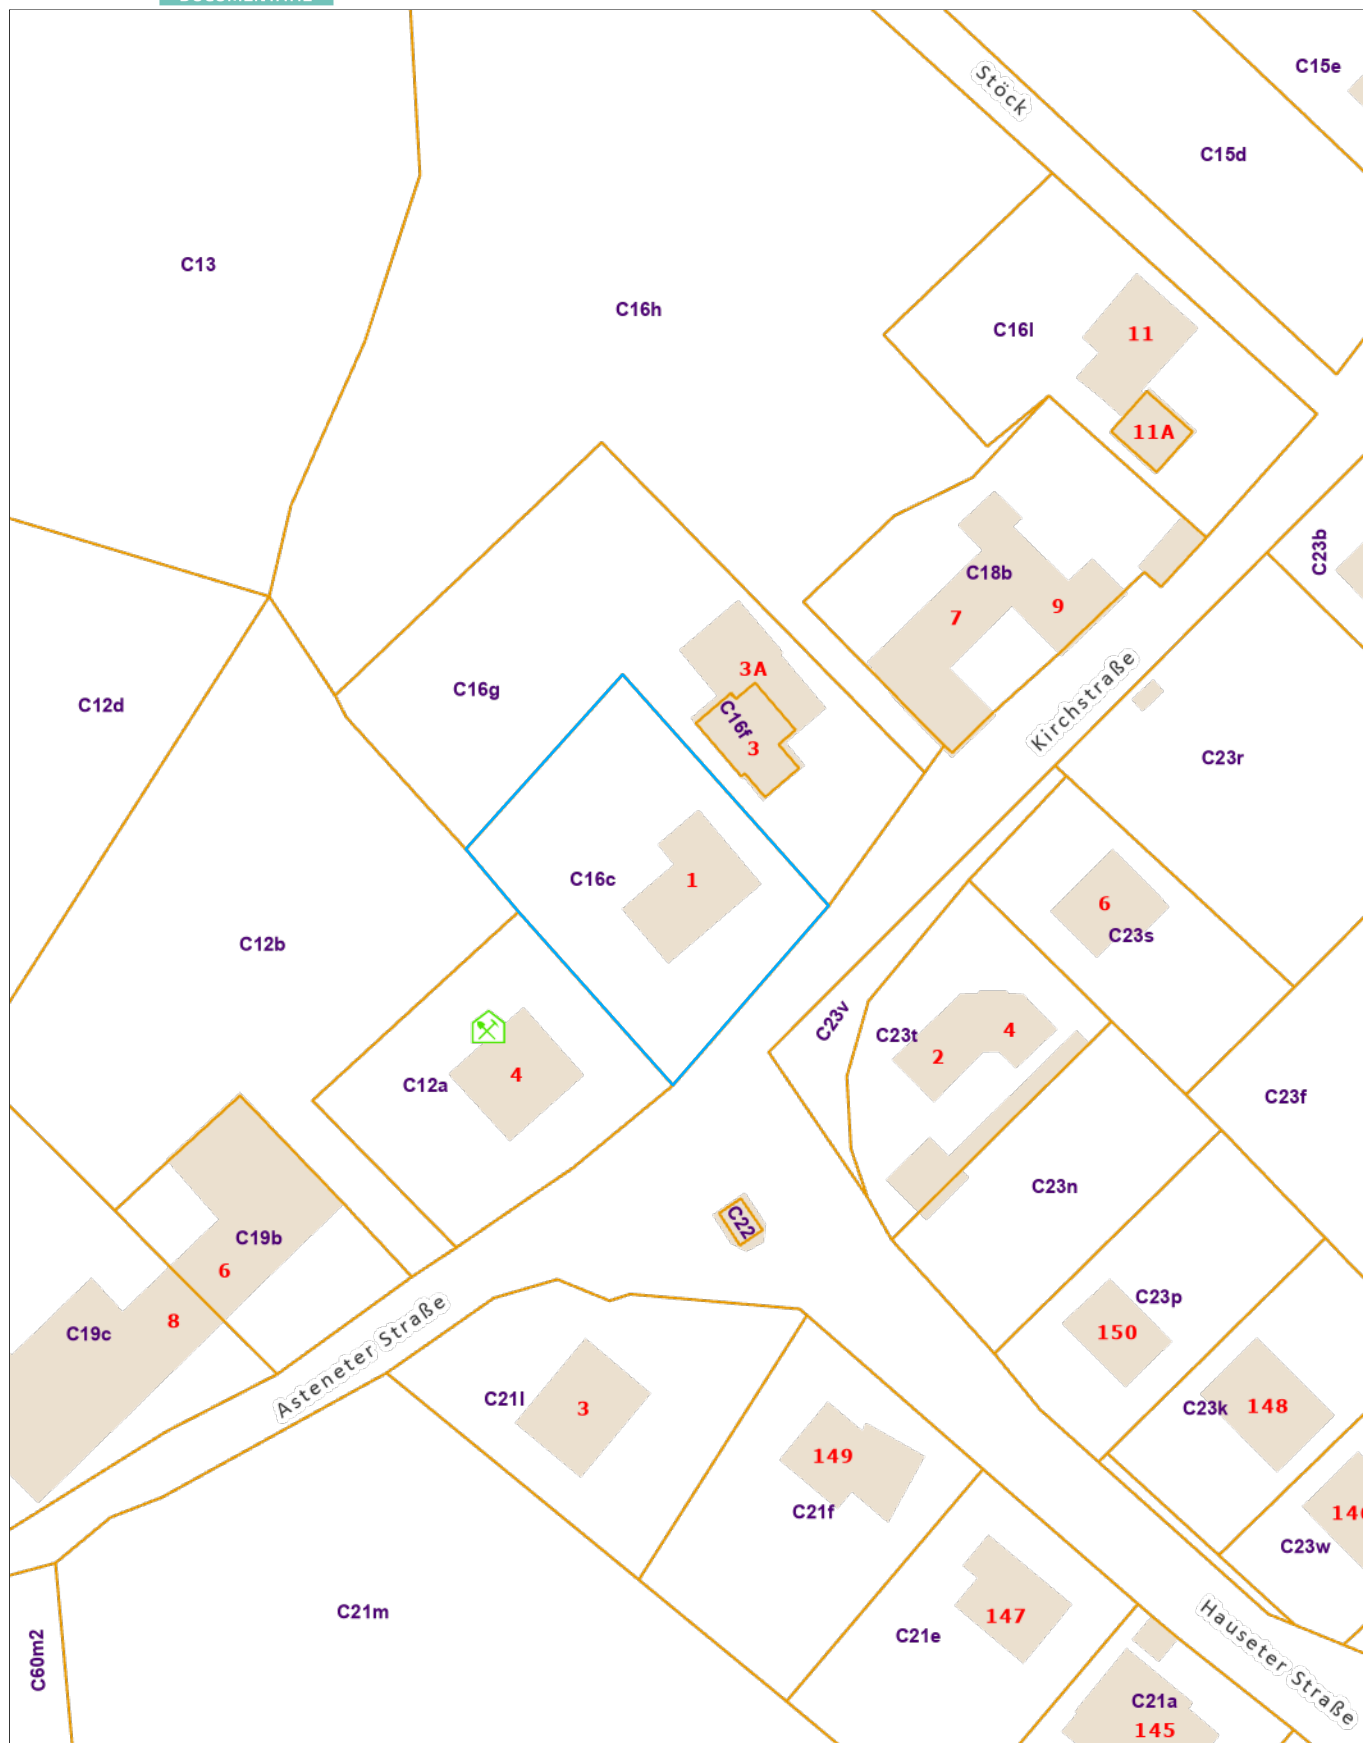 Stöck
C15e
C15d
C13
C16h
C16l
11
11A
C23b
C18b
7
9
Kirchstraße
3A
C16g
C16f
3
C12d
C23r
C16c
1
6
C23s
C12b
C23v
C23t
2
4
C12a
4
C23f
C23n
C22
C19b
6
C23p
150
8
C19c
Asteneter Straße
C21l
3
C23k
148
149
C21f
C23w
C21m
147
C21e
Hauseter Straße
C60m2
C21a
145